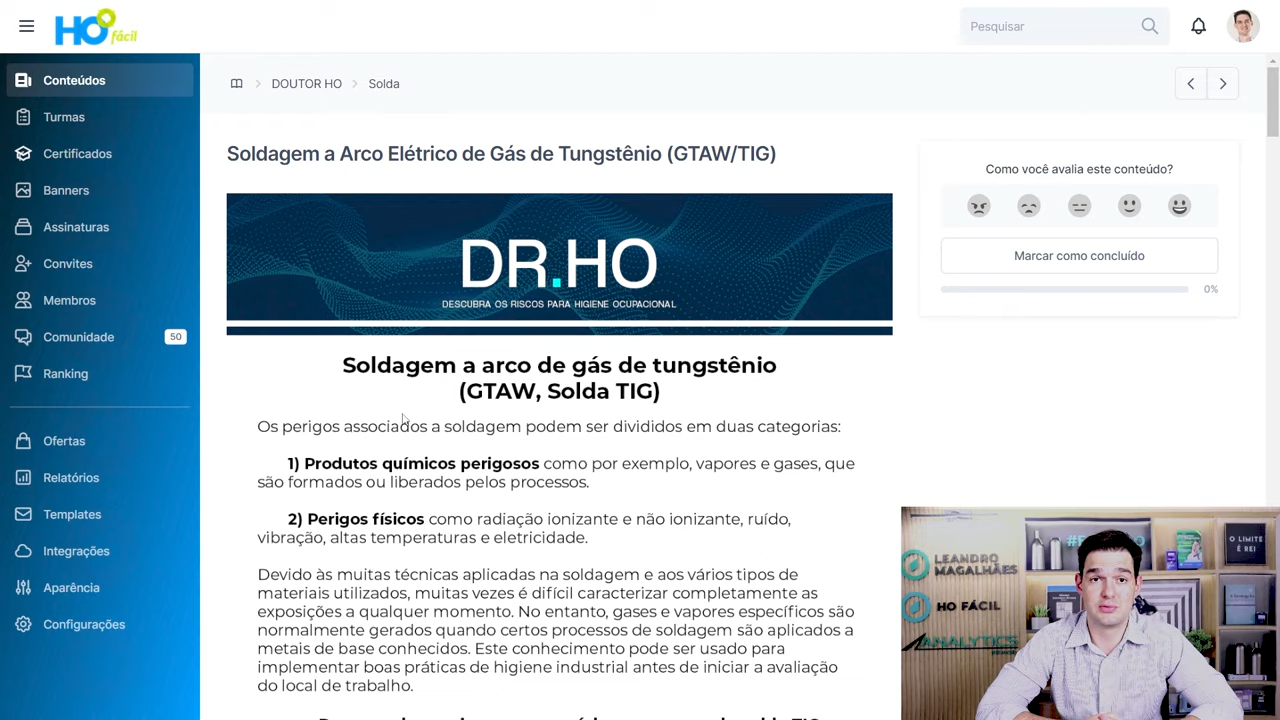 HO fácil
Pesquisar
Conteúdos
Turmas
Certificados
Banners
Assinaturas
Convites
Membros
Comunidade 50
Ranking
Ofertas
Relatórios
Templates
Integrações
Aparência
Configurações
DOUTOR HO Solda
Soldagem a Arco Elétrico de Gás de Tungstênio (GTAW/TIG)
DR.HO
DESCUBRA OS RISCOS PARA HIGIENE OCUPACIONAL
Soldagem a arco de gás de tungstênio
(GTAW, Solda TIG)
Os perigos associados a soldagem podem ser divididos em duas categorias:
1) Produtos químicos perigosos como por exemplo, vapores e gases, que
são formados ou liberados pelos processos.
2) Perigos físicos como radiação ionizante e não ionizante, ruído,
vibração, altas temperaturas e eletricidade.
Devido às muitas técnicas aplicadas na soldagem e aos vários tipos de
materiais utilizados, muitas vezes é difícil caracterizar completamente as
exposições a qualquer momento. No entanto, gases e vapores específicos são
normalmente gerados quando certos processos de soldagem são aplicados a
metais de base conhecidos. Este conhecimento pode ser usado para
implementar boas práticas de higiene industrial antes de iniciar a avaliação
do local de trabalho.
Como você avalia este conteúdo?
Marcar como concluído
0%
LEANDRO
MAGALHÃES
HO FÁCIL
ANALYTICS
O LIMITE
É REI